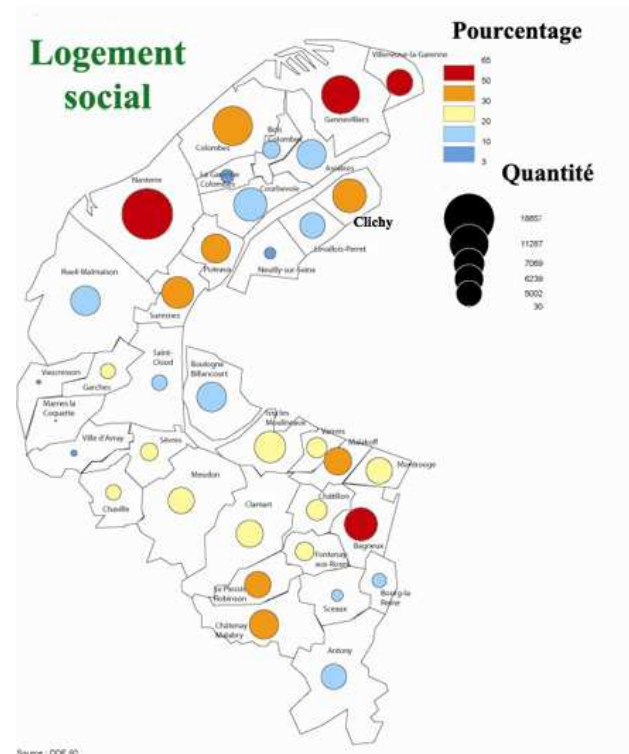 Logement
social
Pourcentage
65
50
30
20
10
3
Quantité
11287
7069
6239
5002
30
Villeneuve-la-Garenne
Gennevilliers
Colombes
Bois
Colombes
Asnières
La Garenne
Colombes
Courbevoie
Nanterre
Clichy
Levallois-Perret
Neuilly-sur-Seine
Puteaux
Rueil-Malmaison
Suresnes
Vaucresson
Garches
Saint-
Cloud
Boulogne
Billancourt
Marnes la
Coquette
Ville d'Avray
Sèvres
Issy les
Moulineaux
Vanves
Malakoff
Montrouge
Meudon
Chaville
Clamart
Châtillon
Bagneux
Fontenay
aux-Roses
Le Plessis
Robinson
Sceaux
Bourg-la
Reine
Châtenay
Malabry
Antony
Source : DDE 92